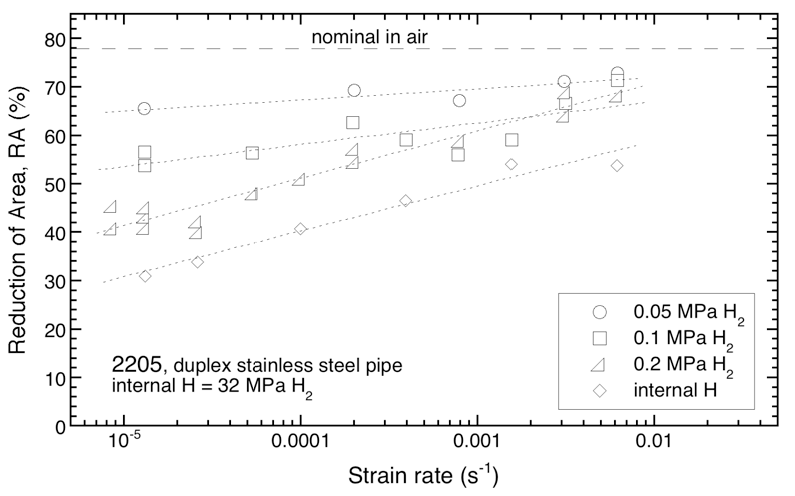 nominal in air
Reduction of Area, RA (%)
80
70
60
50
40
30
20
10
0
2205, duplex stainless steel pipe
internal H = 32 MPa H2
0.05 MPa H2
0.1 MPa H2
0.2 MPa H2
internal H
10-5
0.0001
0.001
0.01
Strain rate (s-1)